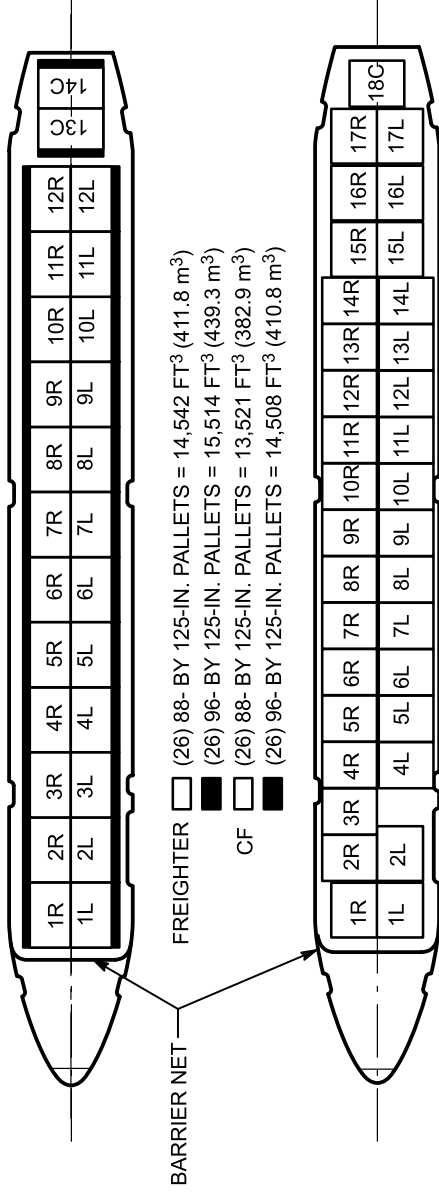 1R 2R 3R 4R 5R 6R 7R 8R 9R 10R 11R 12R
1L 2L 3L 4L 5L 6L 7L 8L 9L 10L 11L 12L
13C 14C
FREIGHTER (26) 88- BY 125-IN. PALLETS = 14,542 FT³ (411.8 m³)
(26) 96- BY 125-IN. PALLETS = 15,514 FT³ (439.3 m³)
CF (26) 88- BY 125-IN. PALLETS = 13,521 FT³ (382.9 m³)
(26) 96- BY 125-IN. PALLETS = 14,508 FT³ (410.8 m³)
BARRIER NET
1R 2R 3R 4R 5R 6R 7R 8R 9R 10R 11R 12R 13R 14R 15R 16R 17R
18C
1L 2L 4L 5L 6L 7L 8L 9L 10L 11L 12L 13L 14L 15L 16L 17L